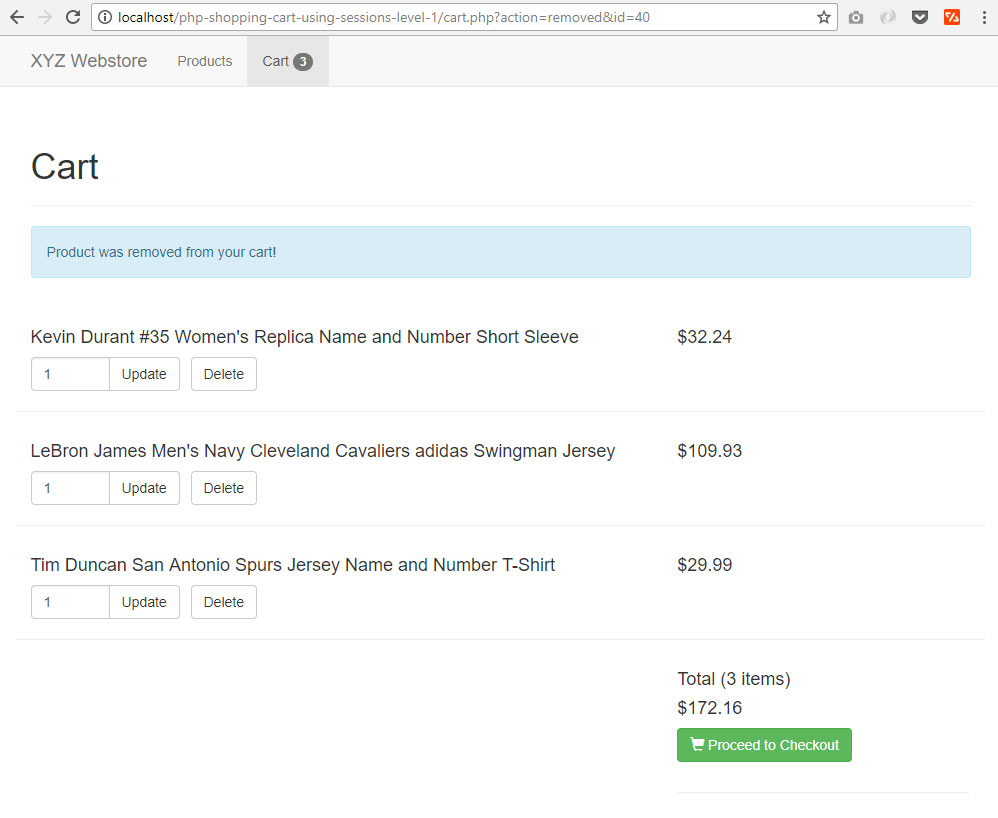 localhost/php-shopping-cart-using-sessions-level-1/cart.php?action=removed&id=40
XYZ Webstore Products Cart 3
Cart
Product was removed from your cart!
Kevin Durant #35 Women's Replica Name and Number Short Sleeve $32.24
1 Update Delete
LeBron James Men's Navy Cleveland Cavaliers adidas Swingman Jersey $109.93
1 Update Delete
Tim Duncan San Antonio Spurs Jersey Name and Number T-Shirt $29.99
1 Update Delete
Total (3 items)
$172.16
Proceed to Checkout